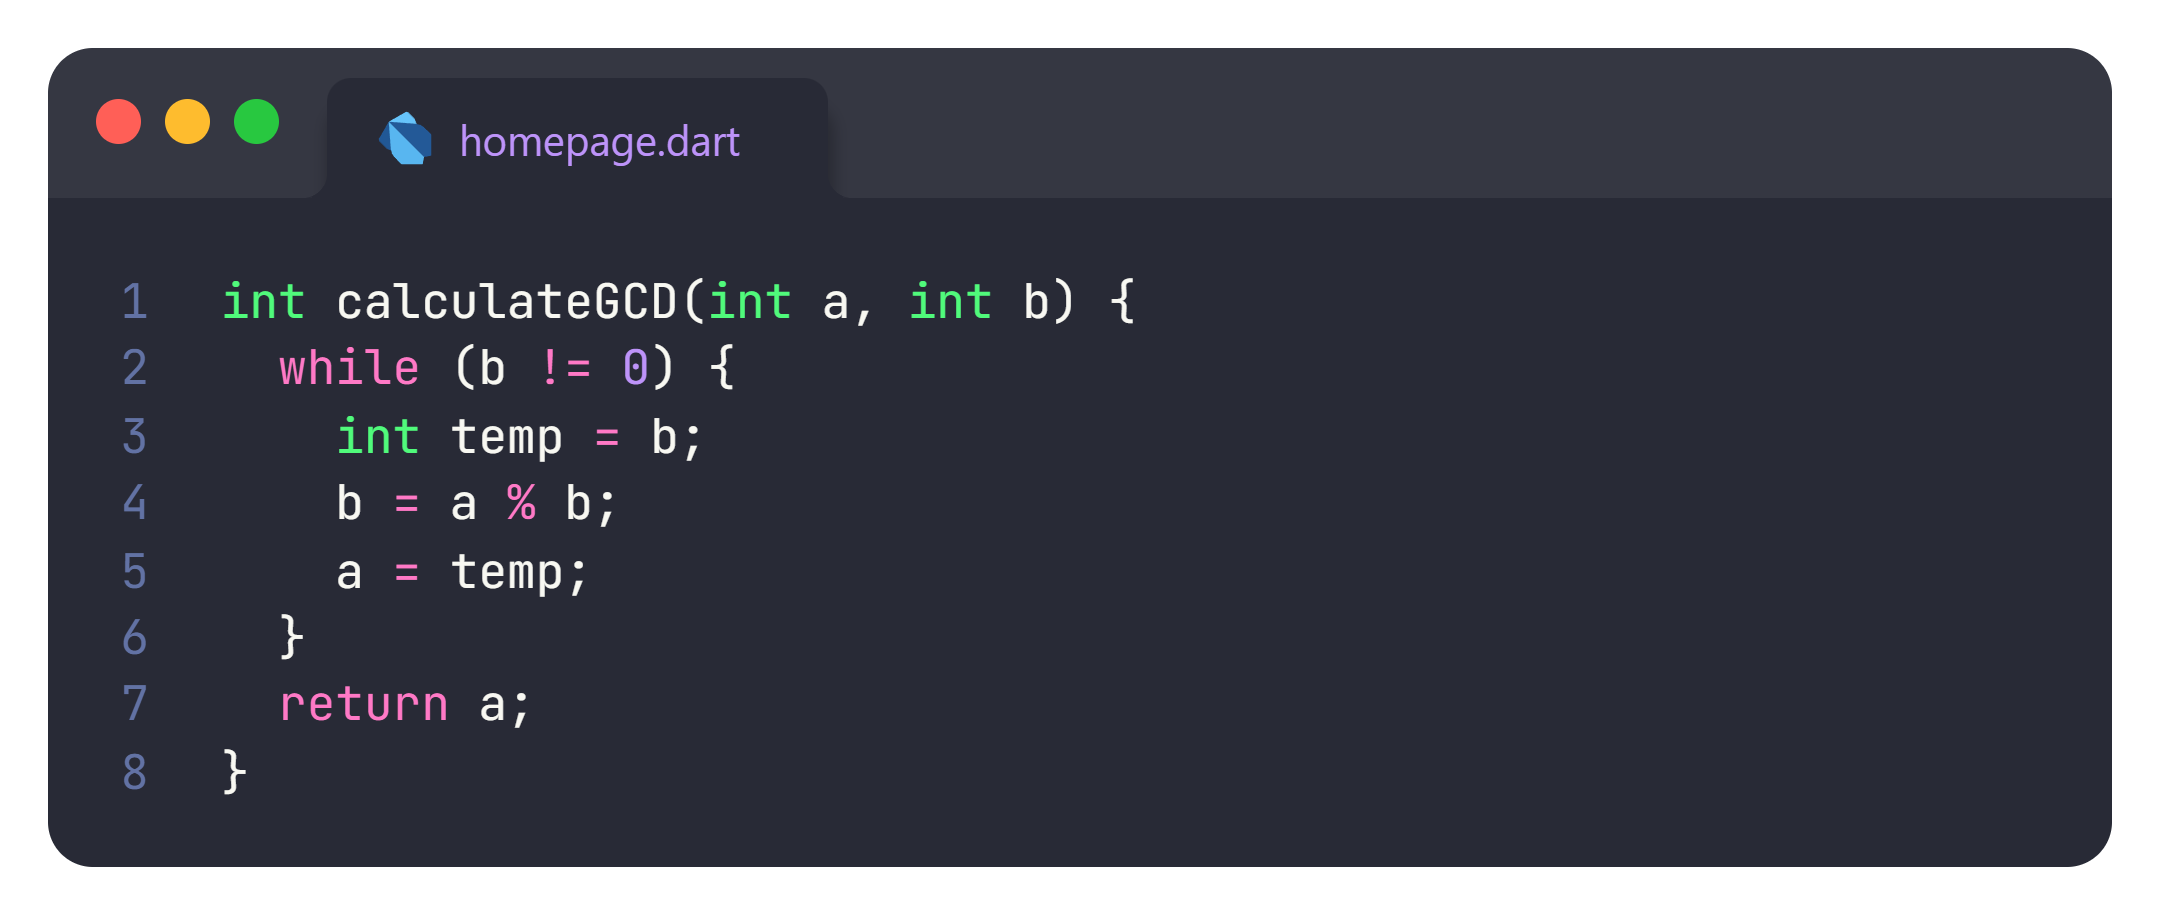 homepage.dart
1 int calculateGCD(int a, int b) {
2   while (b != 0) {
3     int temp = b;
4     b = a % b;
5     a = temp;
6   }
7   return a;
8 }